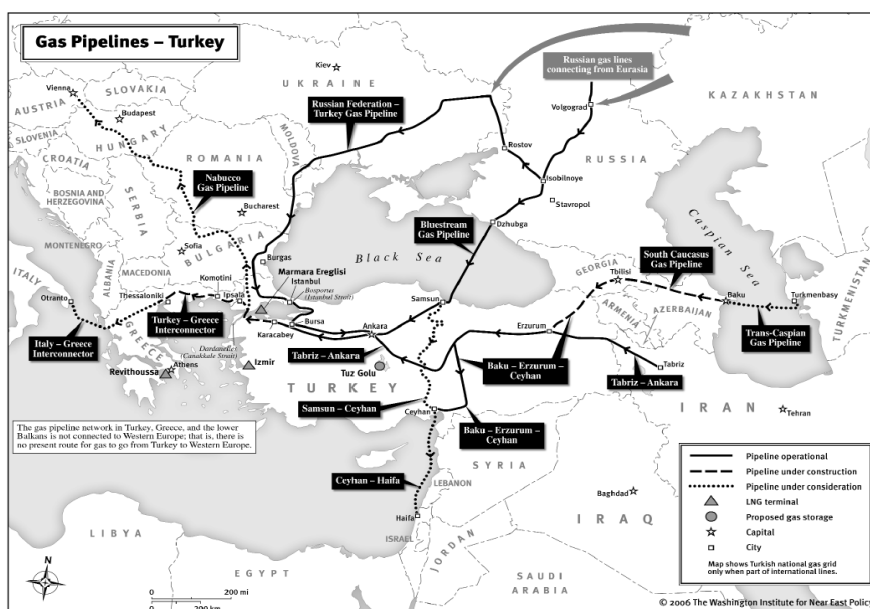 Gas Pipelines – Turkey
Russian gas lines
connecting from Eurasia
Kiev
UKRAINE
Vienna
SLOVAKIA
AUSTRIA
Budapest
HUNGARY
SLOVENIA
CROATIA
ROMANIA
MOLDOVA
Russian Federation –
Turkey Gas Pipeline
Volgograd
KAZAKHSTAN
Rostov
RUSSIA
Isobilnoye
Stavropol
Dzhubga
BOSNIA AND
HERZEGOVINA
SERBIA
Nabucco
Gas Pipeline
Bucharest
MONTENEGRO
Sofia
BULGARIA
Burgas
Black Sea
Bluestream
Gas Pipeline
Caspian Sea
South Caucasus
Gas Pipeline
GEORGIA
Tbilisi
ITALY
ALBANIA
MACEDONIA
Komotini
Marmara Ereglisi
Istanbul
Bosporus
(Istanbul Strait)
Otranto
Thessaloniki
Ipsala
Samsun
Baku
Turkmenbasy
TURKMENISTAN
ARMENIA
AZERBAIJAN
Trans-Caspian
Gas Pipeline
Italy – Greece
Interconnector
Turkey – Greece
Interconnector
GREECE
Karacabey
Bursa
Ankara
Erzurum
Dardanelles
(Canakkale Strait)
Tabriz – Ankara
Baku – Erzurum –
Ceyhan
Tabriz
Tabriz – Ankara
Revithoussa
Athens
Izmir
Tuz Golu
TURKEY
Samsun – Ceyhan
Ceyhan
Baku – Erzurum –
Ceyhan
IRAN
Tehran
The gas pipeline network in Turkey, Greece, and the lower
Balkans is not connected to Western Europe; that is, there is
no present route for gas to go from Turkey to Western Europe.
SYRIA
Ceyhan – Haifa
LEBANON
Haifa
ISRAEL
Baghdad
IRAQ
JORDAN
LIBYA
EGYPT
SAUDI
ARABIA
Pipeline operational
Pipeline under construction
Pipeline under consideration
LNG terminal
Proposed gas storage
Capital
City
Map shows Turkish national gas grid
only when part of international lines.
N
0 200 mi
0 200 km
© 2006 The Washington Institute for Near East Policy